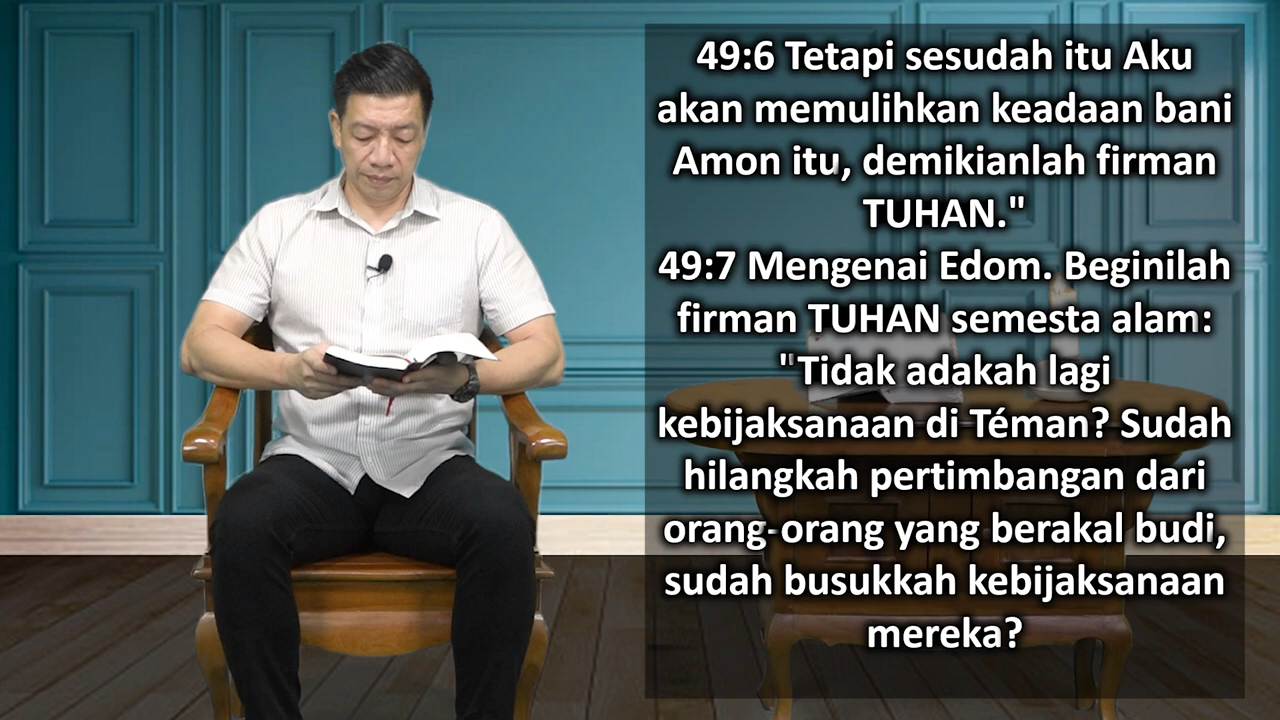 49:6 Tetapi sesudah itu Aku
akan memulihkan keadaan bani
Amon itu, demikianlah firman
TUHAN."
49:7 Mengenai Edom. Beginilah
firman TUHAN semesta alam:
"Tidak adakah lagi
kebijaksanaan di Téman? Sudah
hilangkah pertimbangan dari
orang-orang yang berakal budi,
sudah busukkah kebijaksanaan
mereka?